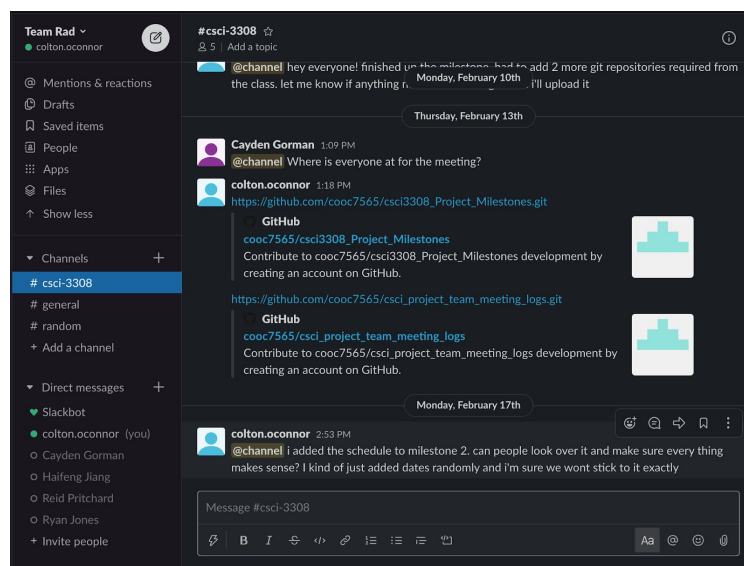 Team Rad
colton.oconnor
Mentions & reactions
Drafts
Saved items
People
Apps
Files
Show less
Channels
# csci-3308
# general
# random
+ Add a channel
Direct messages
Slackbot
colton.oconnor (you)
Cayden Gorman
Haifeng Jiang
Reid Pritchard
Ryan Jones
+ Invite people
#csci-3308
5 | Add a topic
@channel hey everyone! finished up the milestone, had to add 2 more git repositories required from
the class. let me know if anything i'll upload it
Monday, February 10th
Thursday, February 13th
Cayden Gorman 1:09 PM
@channel Where is everyone at for the meeting?
colton.oconnor 1:18 PM
https://github.com/cooc7565/csci3308_Project_Milestones.git
GitHub
cooc7565/csci3308_Project_Milestones
Contribute to cooc7565/csci3308_Project_Milestones development by
creating an account on GitHub.
https://github.com/cooc7565/csci_project_team_meeting_logs.git
GitHub
cooc7565/csci_project_team_meeting_logs
Contribute to cooc7565/csci_project_team_meeting_logs development by
creating an account on GitHub.
Monday, February 17th
colton.oconnor 2:53 PM
@channel i added the schedule to milestone 2. can people look over it and make sure every thing
makes sense? I kind of just added dates randomly and i'm sure we wont stick to it exactly
Message #csci-3308
B I S </> Aa @